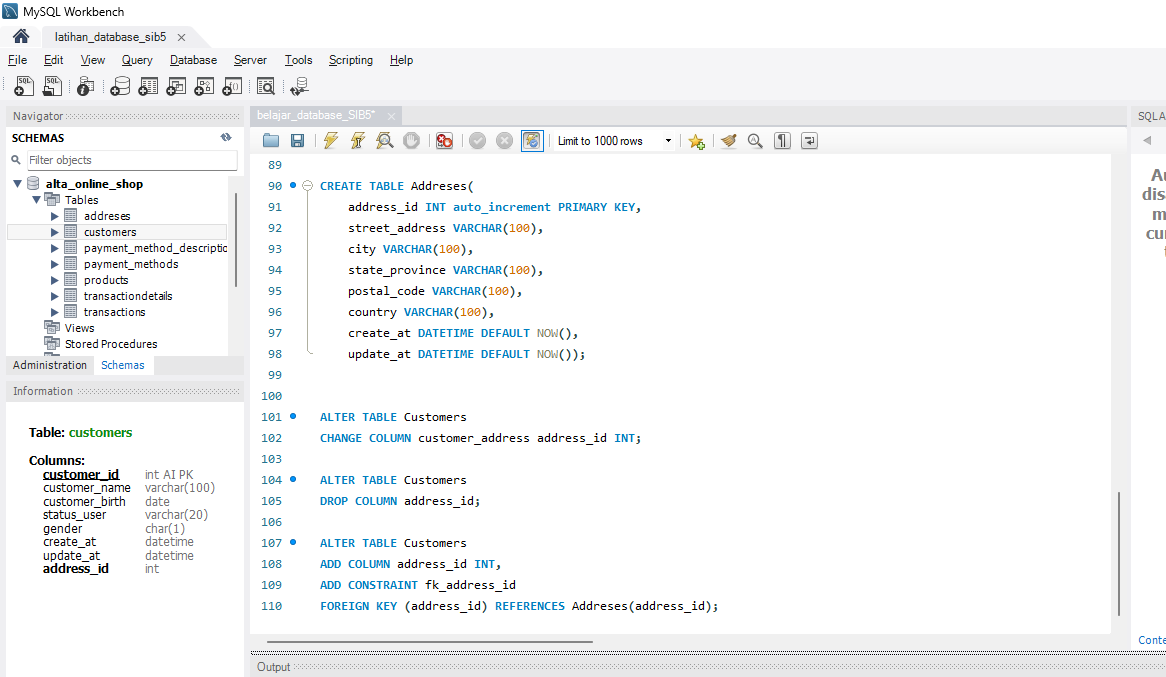 MySQL Workbench
latihan_database_sib5
File Edit View Query Database Server Tools Scripting Help
Navigator
SCHEMAS
Filter objects
alta_online_shop
Tables
addreses
customers
payment_method_descriptio
payment_methods
products
transactiondetails
transactions
Views
Stored Procedures
Administration Schemas
Information
Table: customers
Columns:
customer_id int AI PK
customer_name varchar(100)
customer_birth date
status_user varchar(20)
gender char(1)
create_at datetime
update_at datetime
address_id int
belajar_database_SIB5*
Limit to 1000 rows
89
90 CREATE TABLE Addreses(
91 address_id INT auto_increment PRIMARY KEY,
92 street_address VARCHAR(100),
93 city VARCHAR(100),
94 state_province VARCHAR(100),
95 postal_code VARCHAR(100),
96 country VARCHAR(100),
97 create_at DATETIME DEFAULT NOW(),
98 update_at DATETIME DEFAULT NOW());
99
100
101 ALTER TABLE Customers
102 CHANGE COLUMN customer_address address_id INT;
103
104 ALTER TABLE Customers
105 DROP COLUMN address_id;
106
107 ALTER TABLE Customers
108 ADD COLUMN address_id INT,
109 ADD CONSTRAINT fk_address_id
110 FOREIGN KEY (address_id) REFERENCES Addreses(address_id);
Output
SQLA
Au
disa
m
cu
Conte